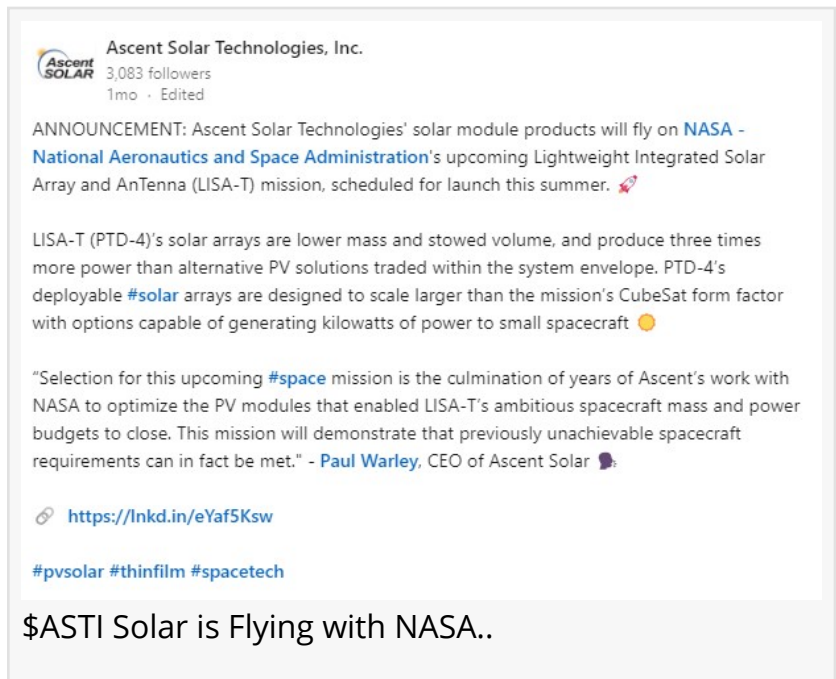 Ascent
SOLAR
Ascent Solar Technologies, Inc.
3,083 followers
1mo · Edited
ANNOUNCEMENT: Ascent Solar Technologies' solar module products will fly on NASA -
National Aeronautics and Space Administration's upcoming Lightweight Integrated Solar
Array and AnTenna (LISA-T) mission, scheduled for launch this summer. 🚀
LISA-T (PTD-4)’s solar arrays are lower mass and stowed volume, and produce three times
more power than alternative PV solutions traded within the system envelope. PTD-4’s
deployable #solar arrays are designed to scale larger than the mission’s CubeSat form factor
with options capable of generating kilowatts of power to small spacecraft 🌞
“Selection for this upcoming #space mission is the culmination of years of Ascent’s work with
NASA to optimize the PV modules that enabled LISA-T’s ambitious spacecraft mass and power
budgets to close. This mission will demonstrate that previously unachievable spacecraft
requirements can in fact be met." - Paul Warley, CEO of Ascent Solar 🗣
🔗 https://lnkd.in/eYaf5Ksw
#pvsolar #thinfilm #spacetech
$ASTI Solar is Flying with NASA..